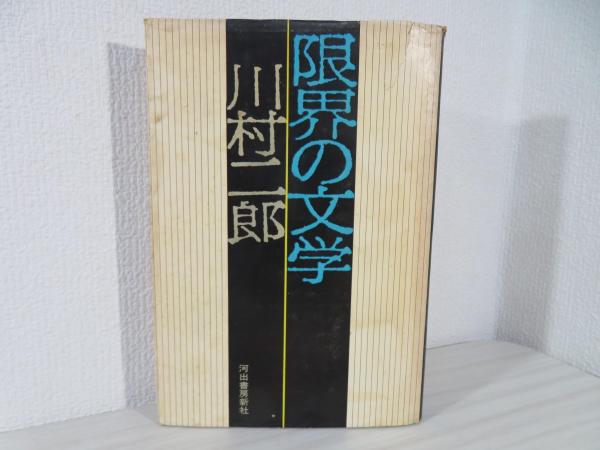 限界の文学
川村二郎
河出書房新社